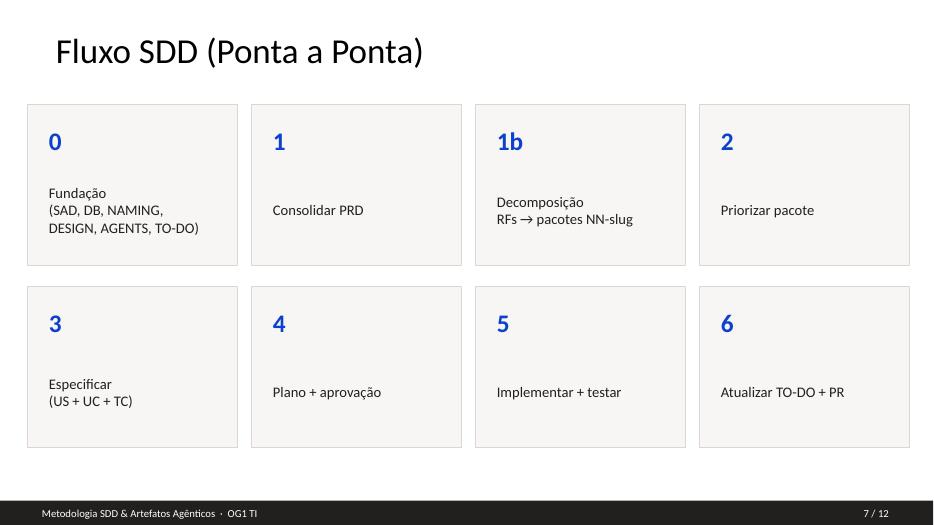 Fluxo SDD (Ponta a Ponta)
0
Fundação
(SAD, DB, NAMING,
DESIGN, AGENTS, TO-DO)
1
Consolidar PRD
1b
Decomposição
RFs → pacotes NN-slug
2
Priorizar pacote
3
Especificar
(US + UC + TC)
4
Plano + aprovação
5
Implementar + testar
6
Atualizar TO-DO + PR
Metodologia SDD & Artefatos Agênticos · OG1 TI
7 / 12